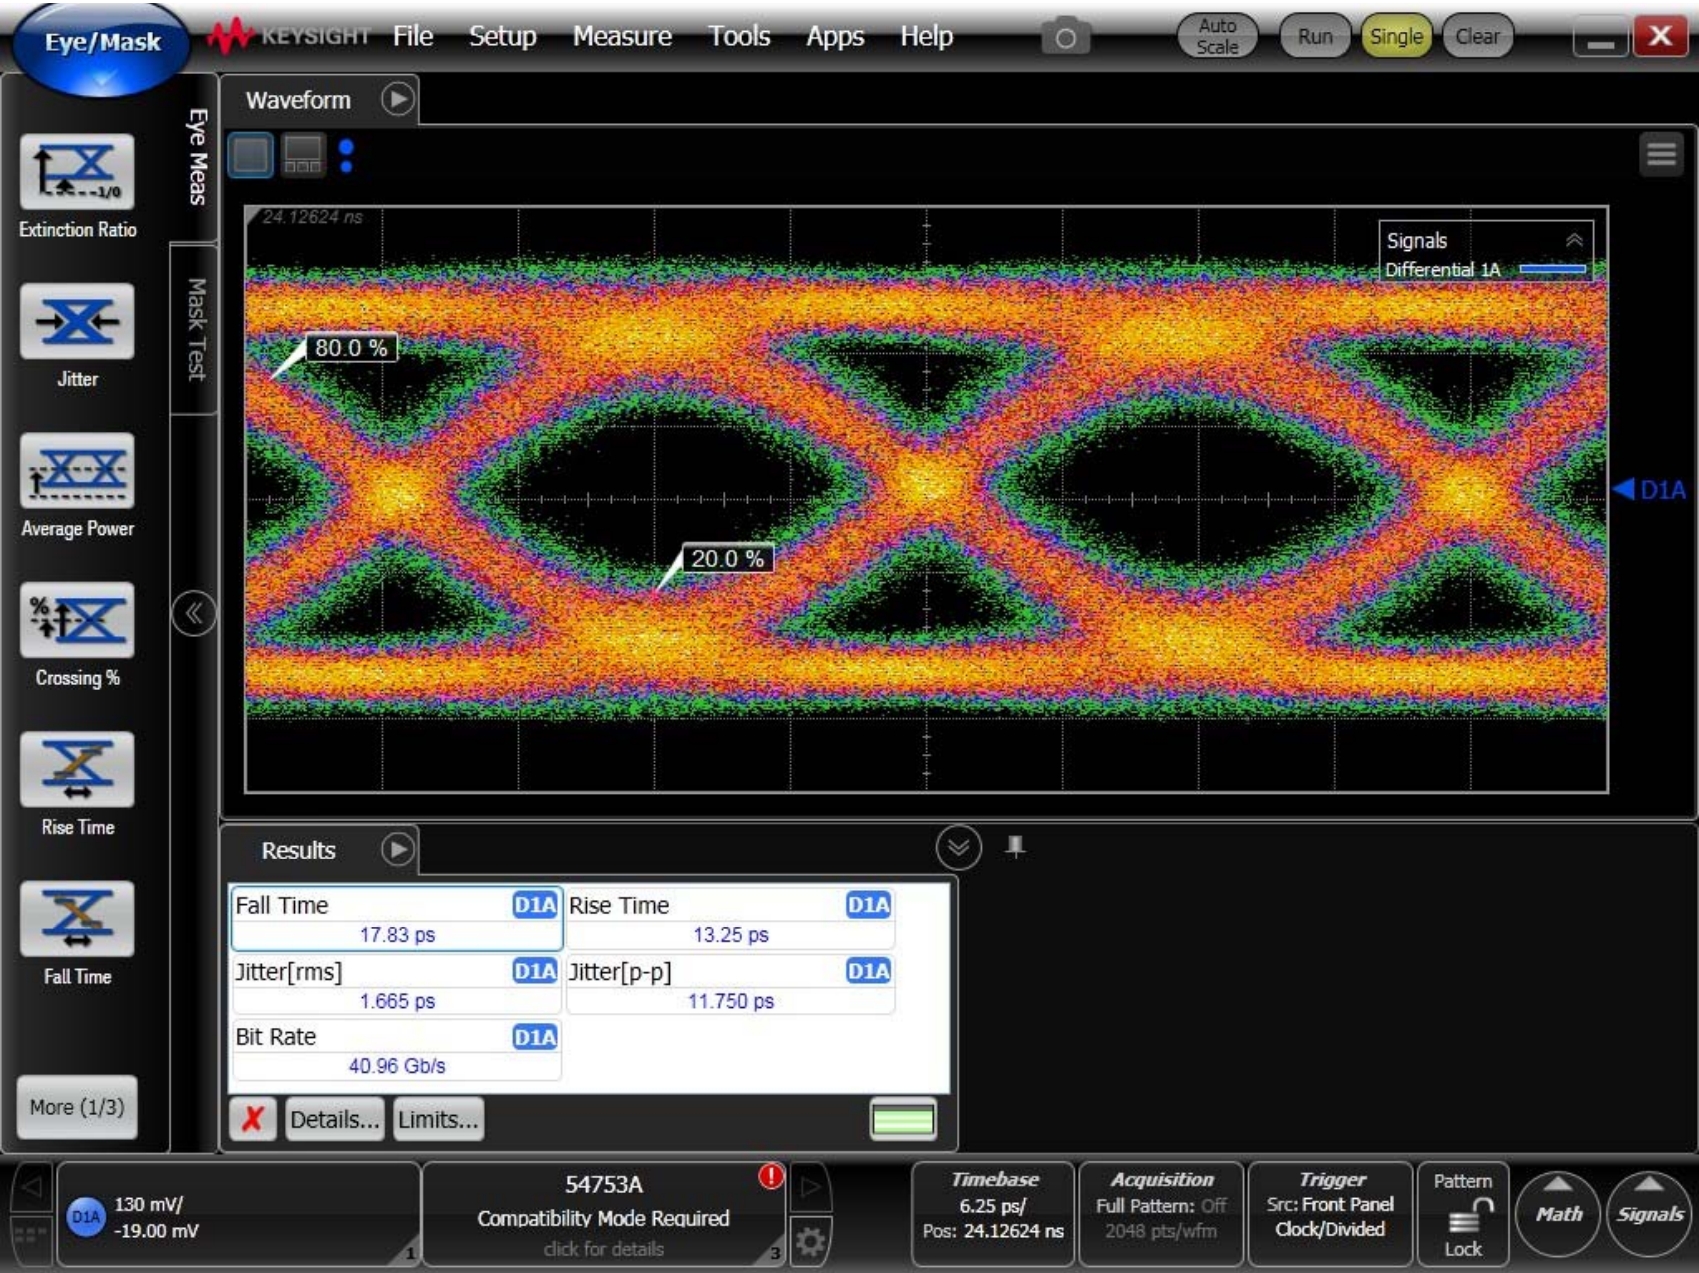 Eye/Mask
KEYSIGHT File Setup Measure Tools Apps Help
Auto
Scale
Run
Single
Clear
Eye Meas
Mask Test
1/0
Extinction Ratio
Jitter
Average Power
%
Crossing %
Rise Time
Fall Time
More (1/3)
Waveform
24.12624 ns
Signals
Differential 1A
80.0 %
20.0 %
D1A
Results
Fall Time D1A
17.83 ps
Rise Time D1A
13.25 ps
Jitter[rms] D1A
1.665 ps
Jitter[p-p] D1A
11.750 ps
Bit Rate D1A
40.96 Gb/s
Details...
Limits...
D1A
130 mV/
-19.00 mV
1
54753A
Compatibility Mode Required
click for details
3
Timebase
6.25 ps/
Pos: 24.12624 ns
Acquisition
Full Pattern: Off
2048 pts/wfm
Trigger
Src: Front Panel
Clock/Divided
Pattern
Lock
Math
Signals